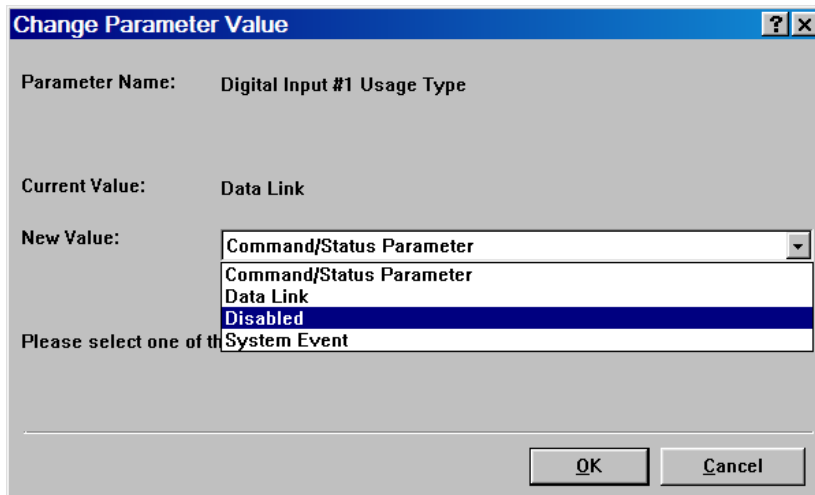 Change Parameter Value
Parameter Name: Digital Input #1 Usage Type
Current Value: Data Link
New Value: Command/Status Parameter
Command/Status Parameter
Data Link
Disabled
System Event
Please select one of
OK Cancel